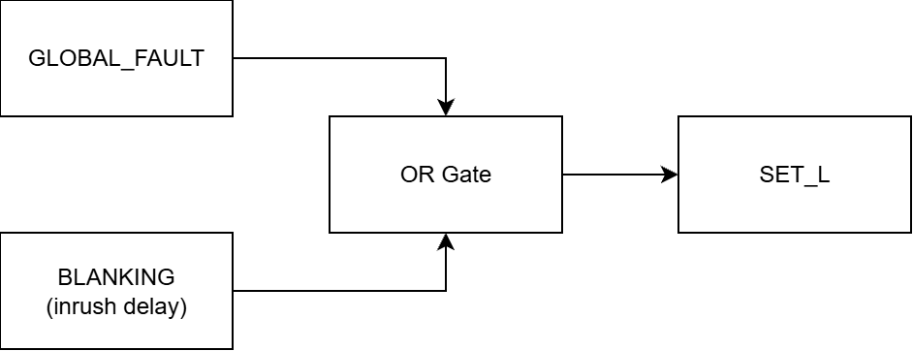 GLOBAL_FAULT
OR Gate
SET_L
BLANKING
(inrush delay)